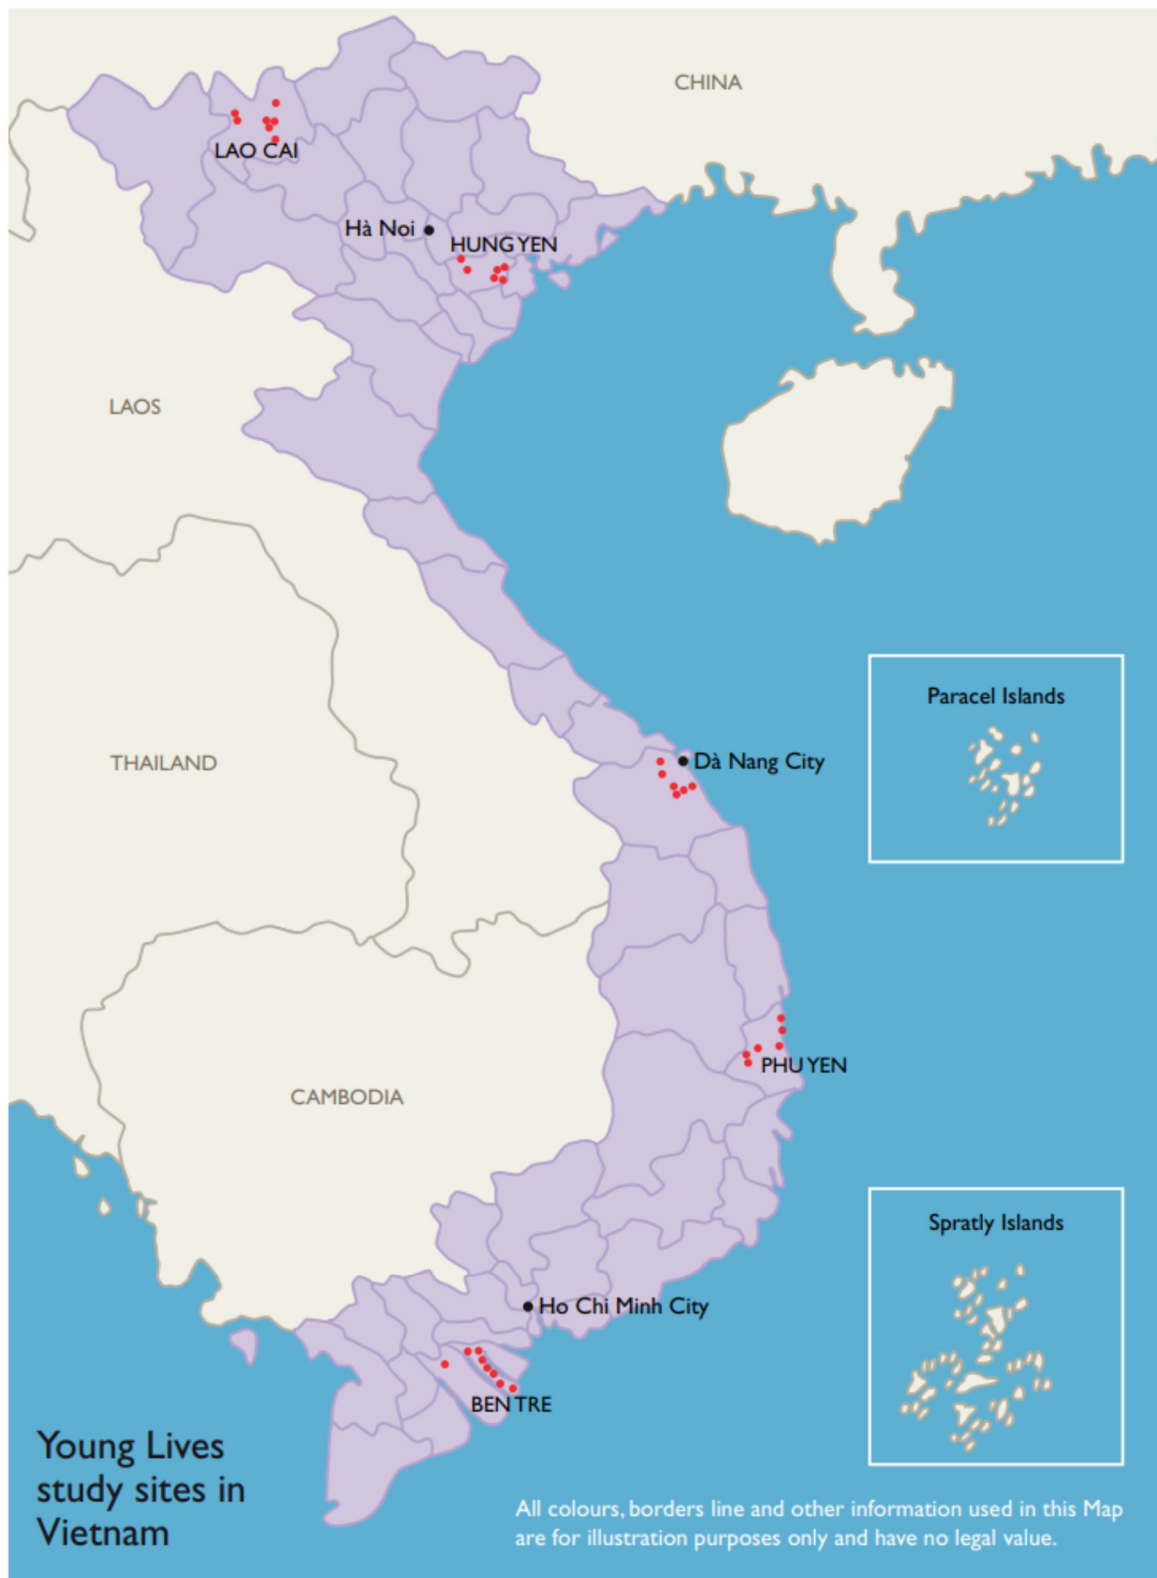 CHINA
LAO CAI
Hà Noi
HUNG YEN
LAOS
Paracel Islands
THAILAND
Dà Nang City
PHU YEN
CAMBODIA
Spratly Islands
Ho Chi Minh City
BEN TRE
Young Lives
study sites in
Vietnam
All colours, borders line and other information used in this Map
are for illustration purposes only and have no legal value.